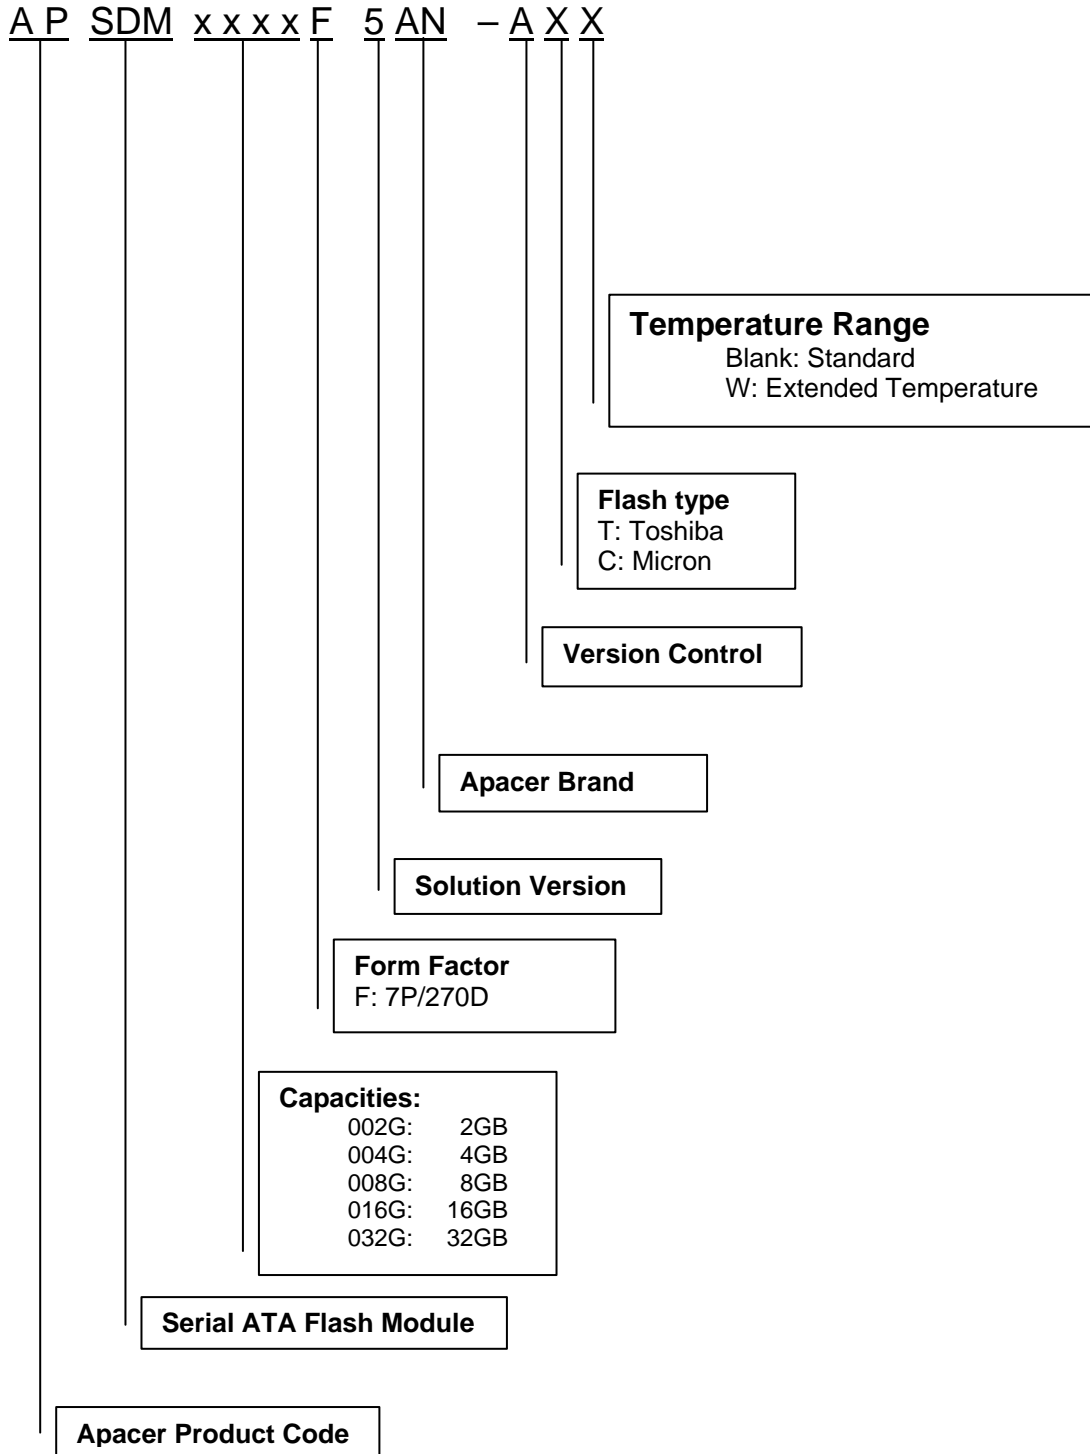 A P SDM x x x x F 5 AN – A X X
Temperature Range
Blank: Standard
W: Extended Temperature
Flash type
T: Toshiba
C: Micron
Version Control
Apacer Brand
Solution Version
Form Factor
F: 7P/270D
Capacities:
002G: 2GB
004G: 4GB
008G: 8GB
016G: 16GB
032G: 32GB
Serial ATA Flash Module
Apacer Product Code